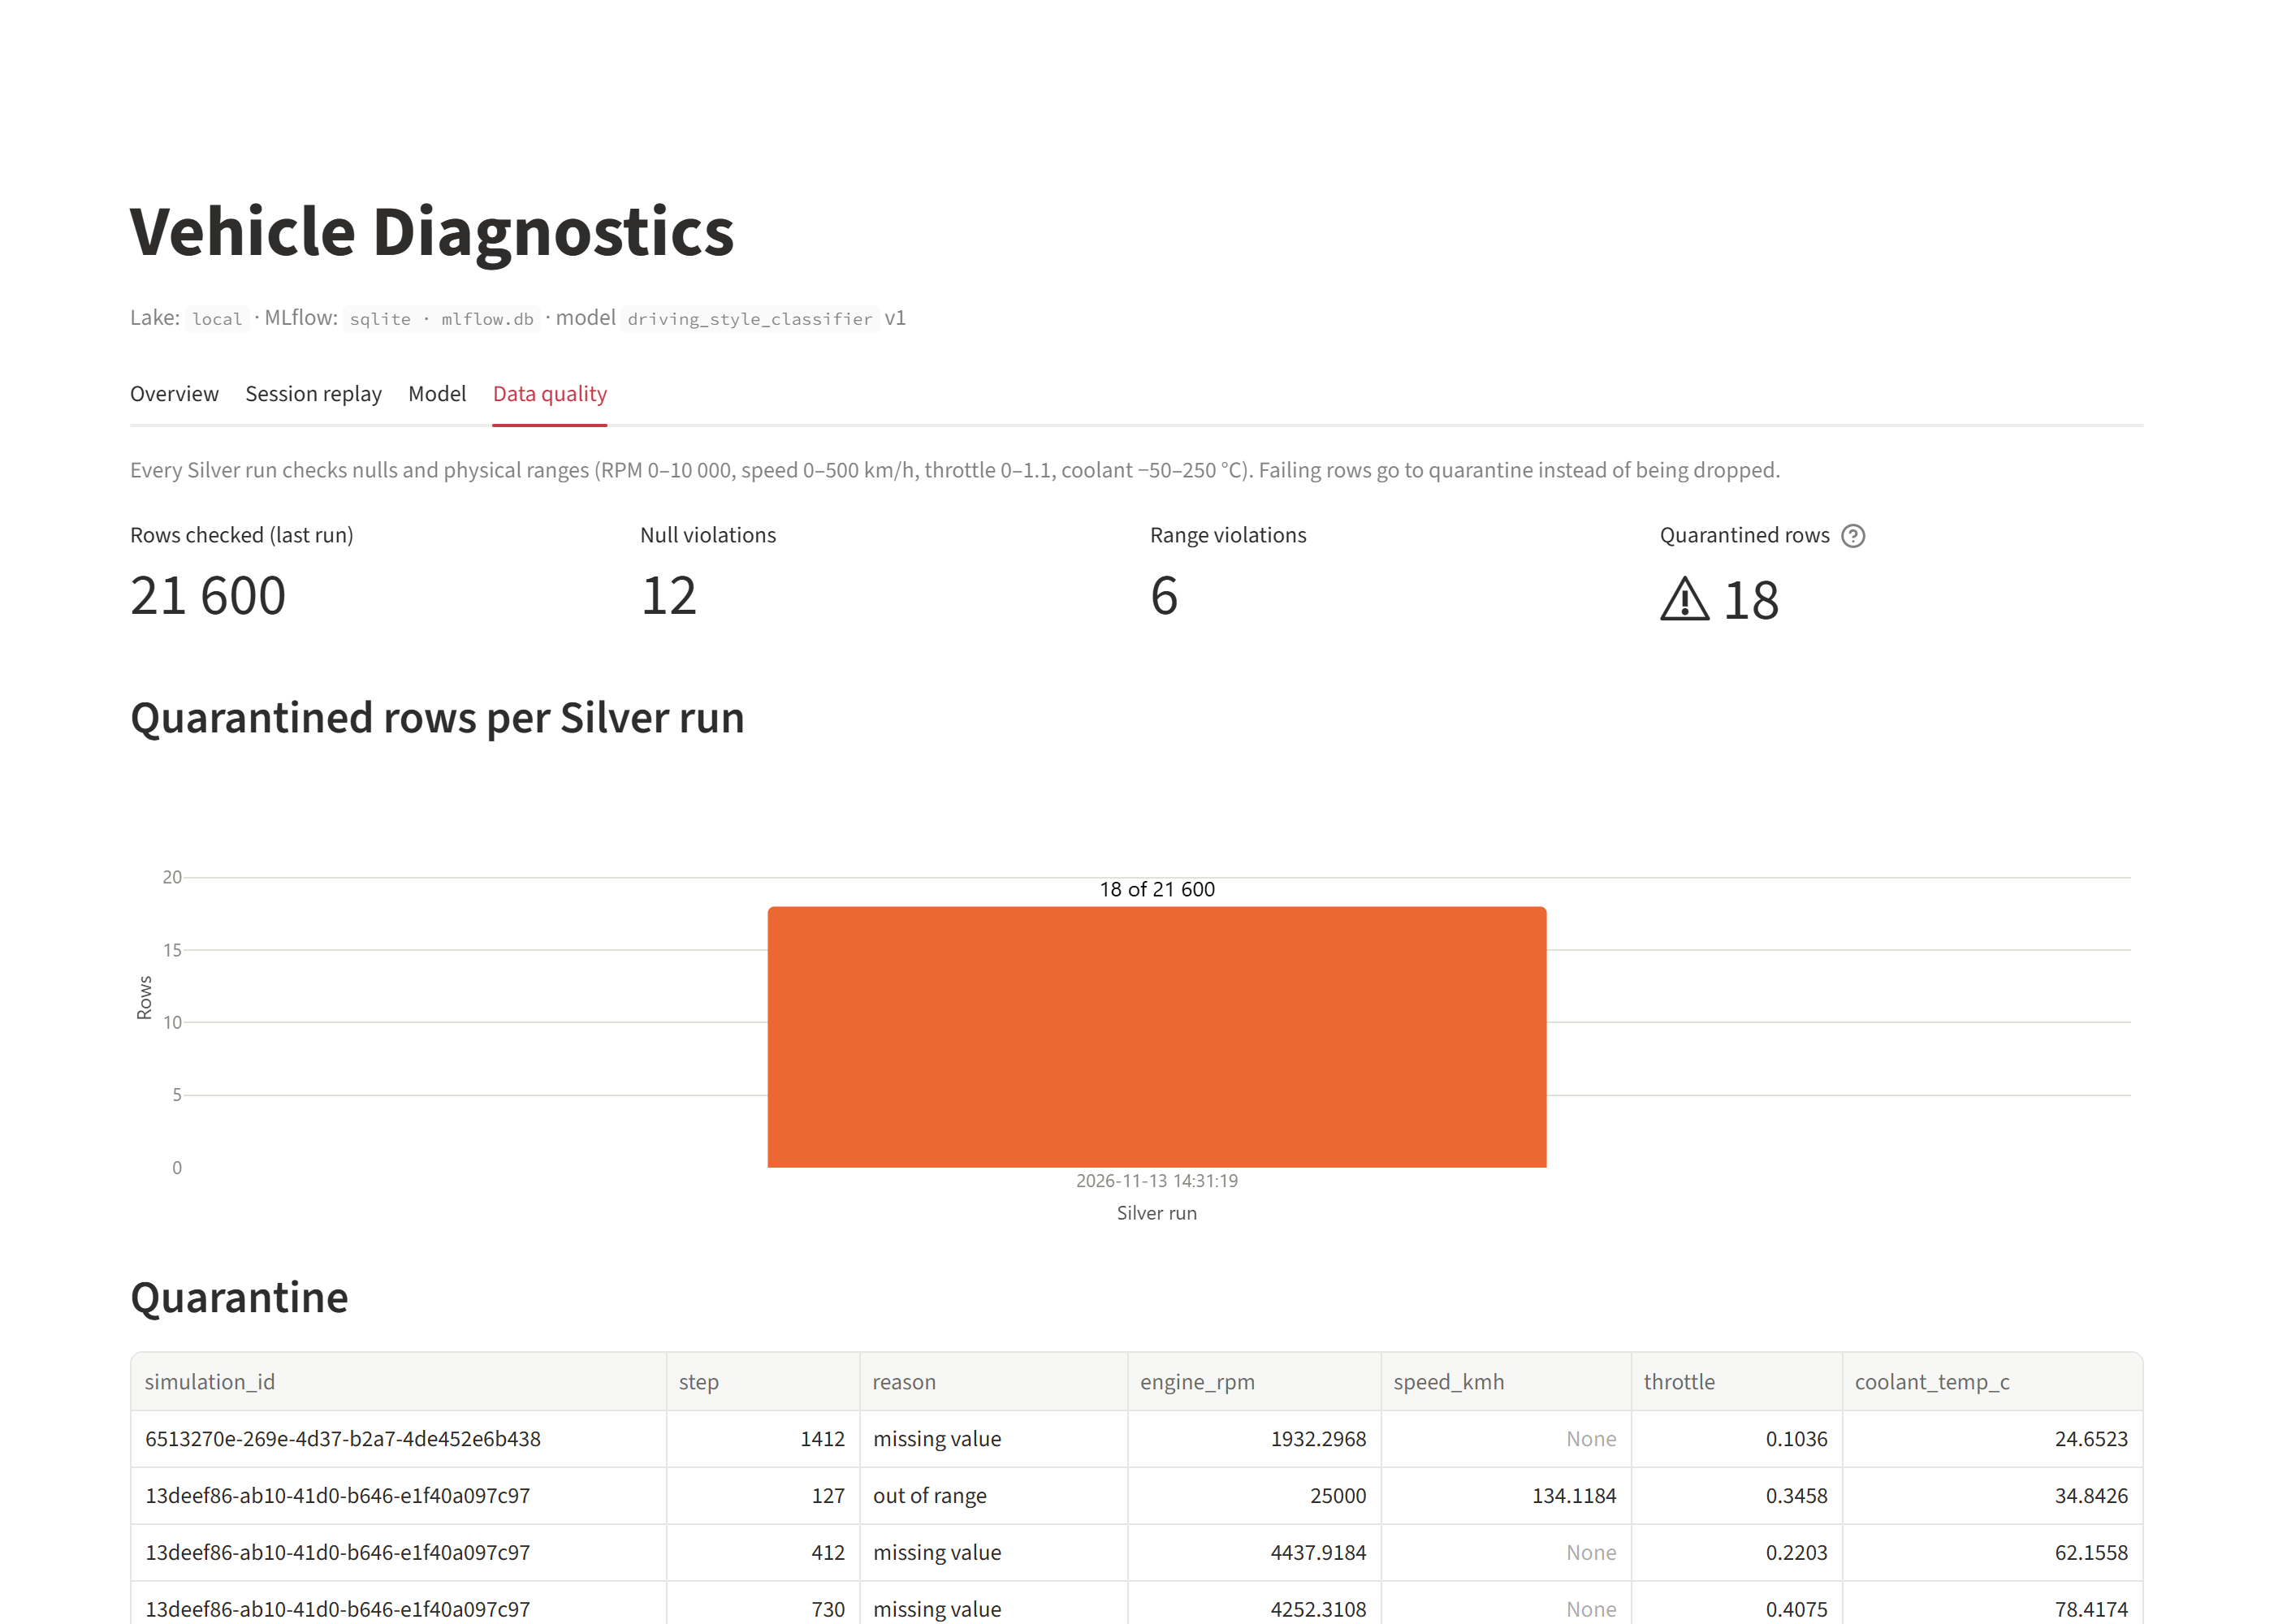 Vehicle Diagnostics
Lake: local · MLflow: sqlite · mlflow.db · model driving_style_classifier v1
Overview Session replay Model Data quality
Every Silver run checks nulls and physical ranges (RPM 0–10 000, speed 0–500 km/h, throttle 0–1.1, coolant −50–250 °C). Failing rows go to quarantine instead of being dropped.
Rows checked (last run) Null violations Range violations Quarantined rows ?
21 600 12 6 18
Quarantined rows per Silver run
20
18 of 21 600
15
Rows
10
5
0
2026-11-13 14:31:19
Silver run
Quarantine
simulation_id step reason engine_rpm speed_kmh throttle coolant_temp_c
6513270e-269e-4d37-b2a7-4de452e6b438 1412 missing value 1932.2968 None 0.1036 24.6523
13deef86-ab10-41d0-b646-e1f40a097c97 127 out of range 25000 134.1184 0.3458 34.8426
13deef86-ab10-41d0-b646-e1f40a097c97 412 missing value 4437.9184 None 0.2203 62.1558
13deef86-ab10-41d0-b646-e1f40a097c97 730 missing value 4252.3108 None 0.4075 78.4174